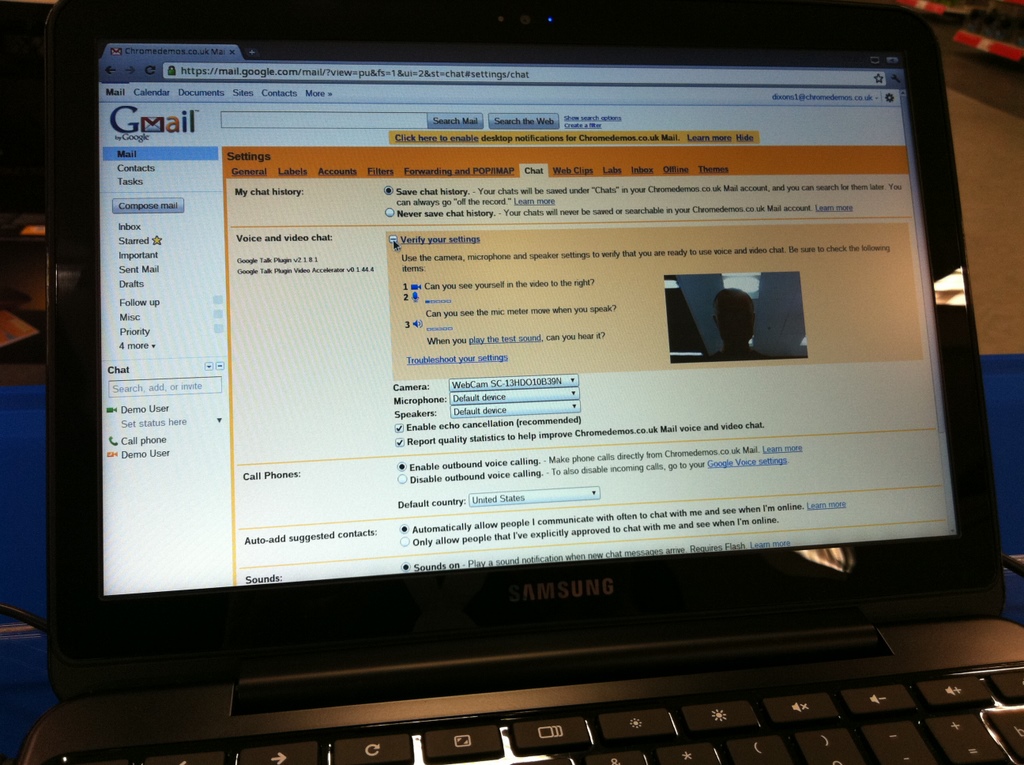 Chromedemos.co.uk Mai ×
https://mail.google.com/mail/?view=pu&fs=1&ui=2&st=chat#settings/chat
Mail Calendar Documents Sites Contacts More »
dixons1@chromedemos.co.uk
Gmail
by Google
Search Mail Search the Web
Show search options
Create a filter
Click here to enable desktop notifications for Chromedemos.co.uk Mail. Learn more Hide
Mail
Contacts
Tasks
Compose mail
Inbox
Starred
Important
Sent Mail
Drafts
Follow up
Misc
Priority
4 more
Chat
Search, add, or invite
Demo User
Set status here
Call phone
Demo User
Settings
General Labels Accounts Filters Forwarding and POP/IMAP Chat Web Clips Labs Inbox Offline Themes
My chat history:
Save chat history. - Your chats will be saved under "Chats" in your Chromedemos.co.uk Mail account, and you can search for them later. You
can always go "off the record." Learn more
Never save chat history. - Your chats will never be saved or searchable in your Chromedemos.co.uk Mail account. Learn more
Voice and video chat:
Google Talk Plugin v2.1.8.1
Google Talk Plugin Video Accelerator v0.1.44.4
Verify your settings
Use the camera, microphone and speaker settings to verify that you are ready to use voice and video chat. Be sure to check the following
items:
1 Can you see yourself in the video to the right?
2
Can you see the mic meter move when you speak?
3
When you play the test sound, can you hear it?
Troubleshoot your settings
Camera: WebCam SC-13HDO10B39N
Microphone: Default device
Speakers: Default device
Enable echo cancellation (recommended)
Report quality statistics to help improve Chromedemos.co.uk Mail voice and video chat.
Call Phones:
Enable outbound voice calling. - Make phone calls directly from Chromedemos.co.uk Mail. Learn more
Disable outbound voice calling. - To also disable incoming calls, go to your Google Voice settings.
Default country: United States
Auto-add suggested contacts:
Automatically allow people I communicate with often to chat with me and see when I'm online. Learn more
Only allow people that I've explicitly approved to chat with me and see when I'm online.
Sounds:
Sounds on - Play a sound notification when new chat messages arrive. Requires Flash. Learn more
SAMSUNG
& * ( ) - + =